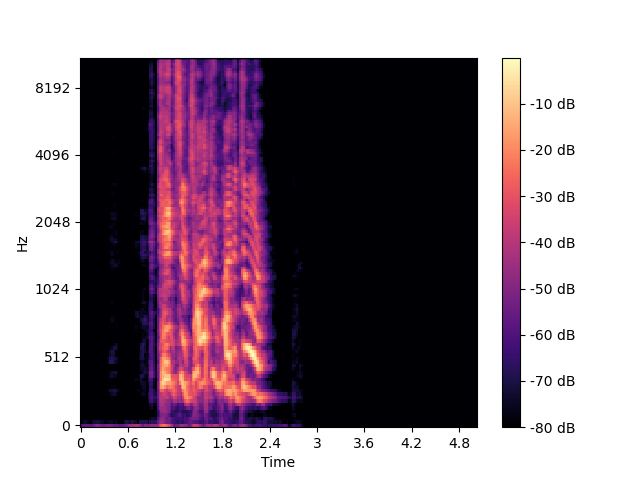 8192
4096
2048
1024
512
0
Hz
0 0.6 1.2 1.8 2.4 3 3.6 4.2 4.8
Time
-10 dB
-20 dB
-30 dB
-40 dB
-50 dB
-60 dB
-70 dB
-80 dB